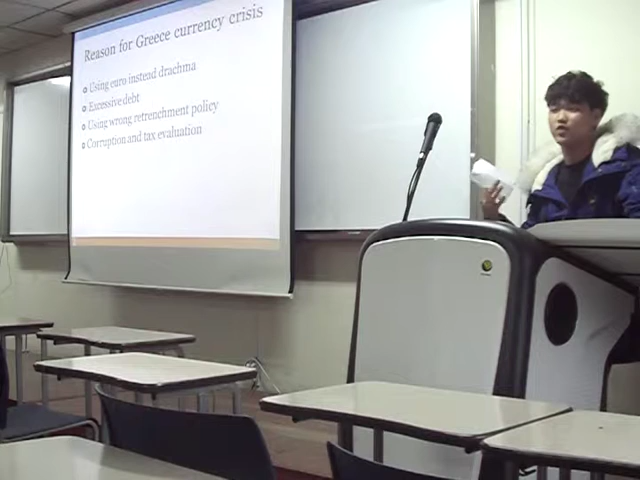 Reason for Greece currency crisis
Using euro instead drachma
Excessive debt
Using wrong retrenchment policy
Corruption and tax evaluation